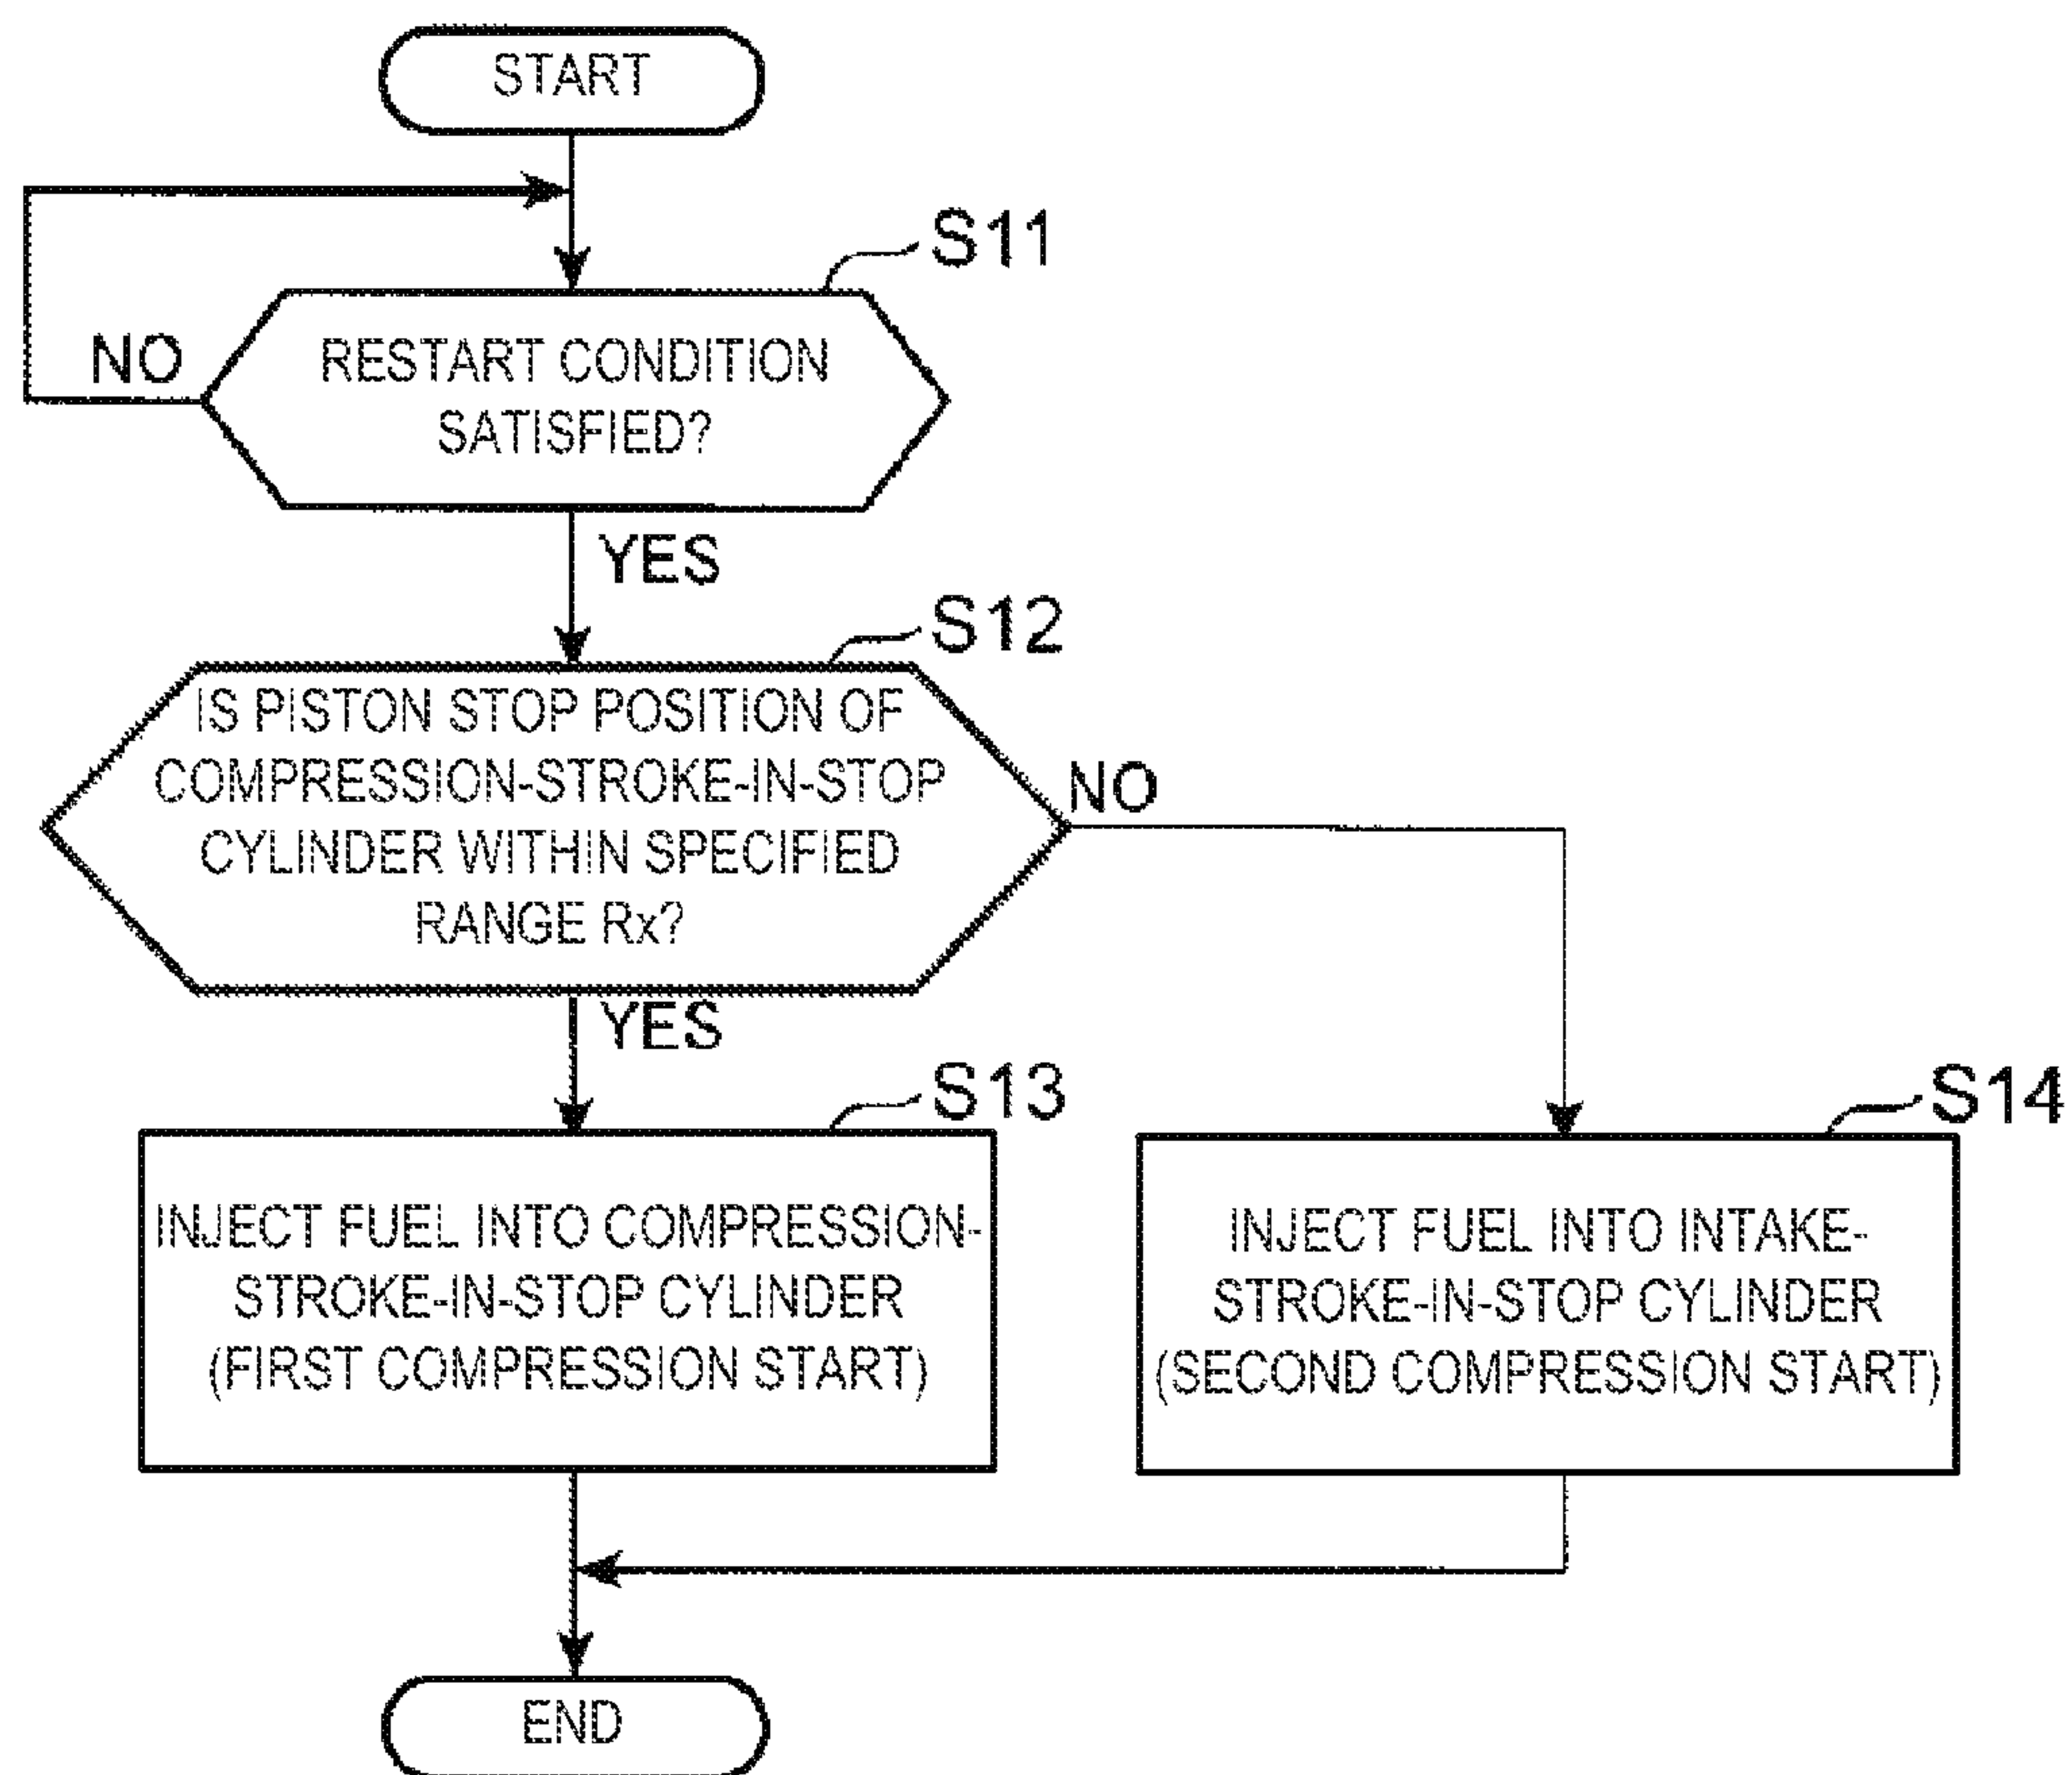 START
S11
NO
RESTART CONDITION
SATISFIED?
YES
S12
IS PISTON STOP POSITION OF
COMPRESSION-STROKE-IN-STOP
CYLINDER WITHIN SPECIFIED
RANGE Rx?
NO
YES
S13
INJECT FUEL INTO COMPRESSION-
STROKE-IN-STOP CYLINDER
(FIRST COMPRESSION START)
S14
INJECT FUEL INTO INTAKE-
STROKE-IN-STOP CYLINDER
(SECOND COMPRESSION START)
END